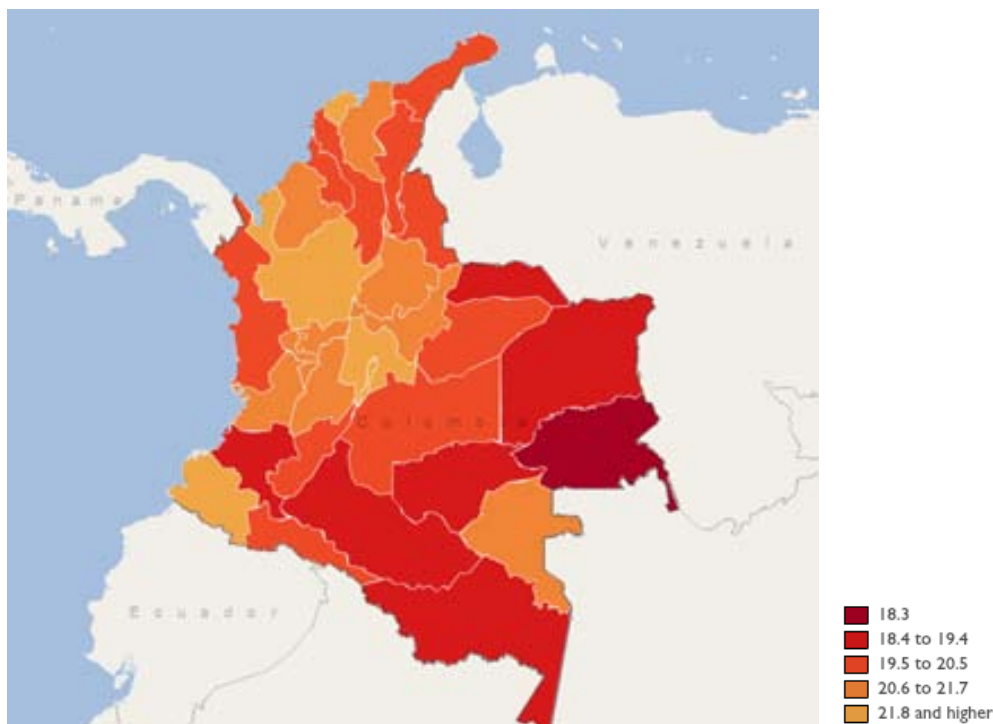 Panama
Venezuela
Ecuador
18.3
18.4 to 19.4
19.5 to 20.5
20.6 to 21.7
21.8 and higher